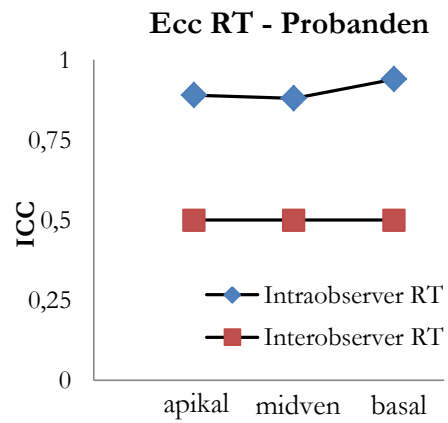 Ecc RT - Probanden
1
0,75
0,5
0,25
0
ICC
Intraobserver RT
Interobserver RT
apikal midven basal